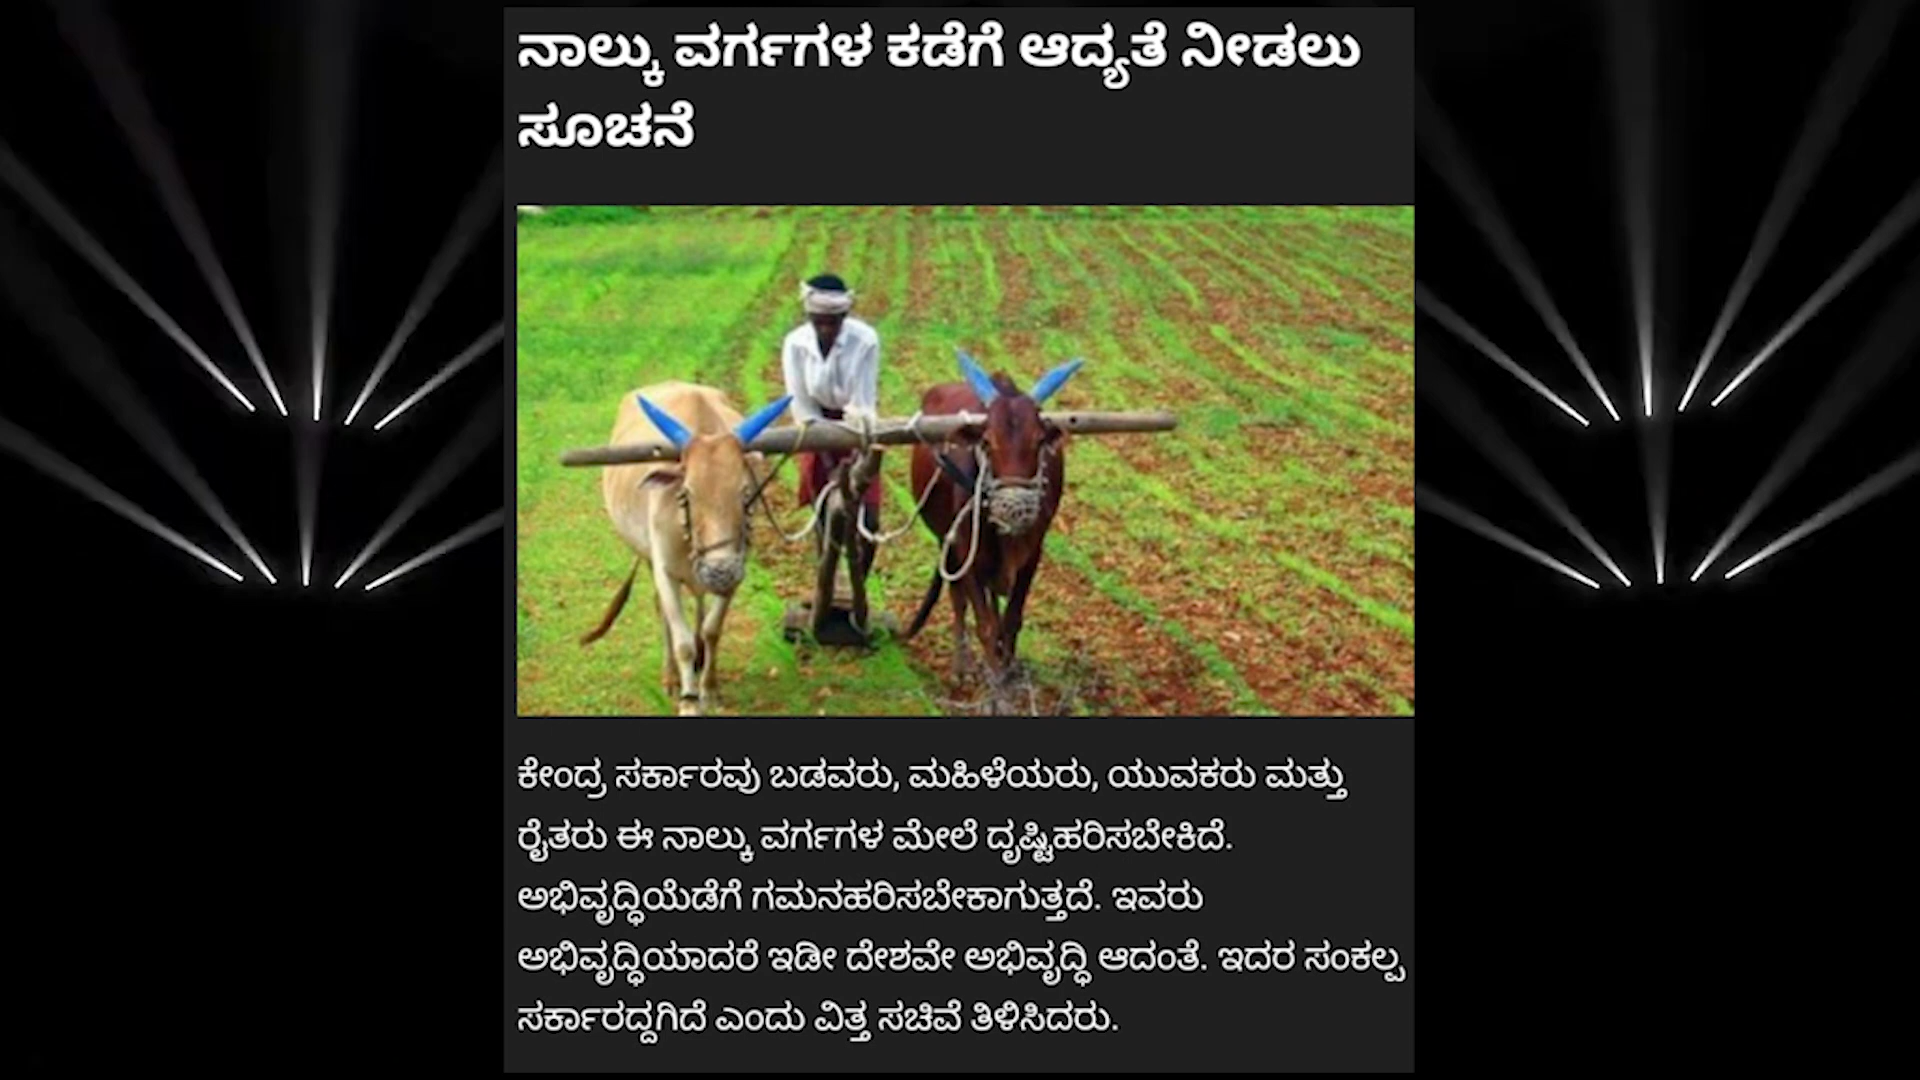 ನಾಲ್ಕು ವರ್ಗಗಳ ಕಡೆಗೆ ಆದ್ಯತೆ ನೀಡಲು
ಸೂಚನೆ
ಕೇಂದ್ರ ಸರ್ಕಾರವು ಬಡವರು, ಮಹಿಳೆಯರು, ಯುವಕರು ಮತ್ತು
ರೈತರು ಈ ನಾಲ್ಕು ವರ್ಗಗಳ ಮೇಲೆ ದೃಷ್ಟಿಹರಿಸಬೇಕಿದೆ.
ಅಭಿವೃದ್ಧಿಯೆಡೆಗೆ ಗಮನಹರಿಸಬೇಕಾಗುತ್ತದೆ. ಇವರು
ಅಭಿವೃದ್ಧಿಯಾದರೆ ಇಡೀ ದೇಶವೇ ಅಭಿವೃದ್ಧಿ ಆದಂತೆ. ಇದರ ಸಂಕಲ್ಪ
ಸರ್ಕಾರದ್ದಗಿದೆ ಎಂದು ವಿತ್ತ ಸಚಿವೆ ತಿಳಿಸಿದರು.